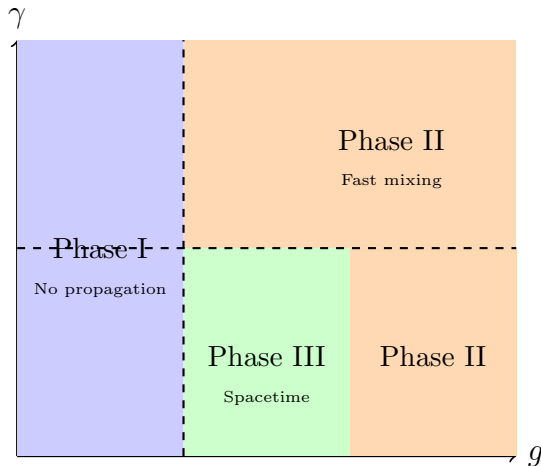 γ
Phase II
Fast mixing
Phase I
No propagation
Phase III
Phase II
Spacetime
g